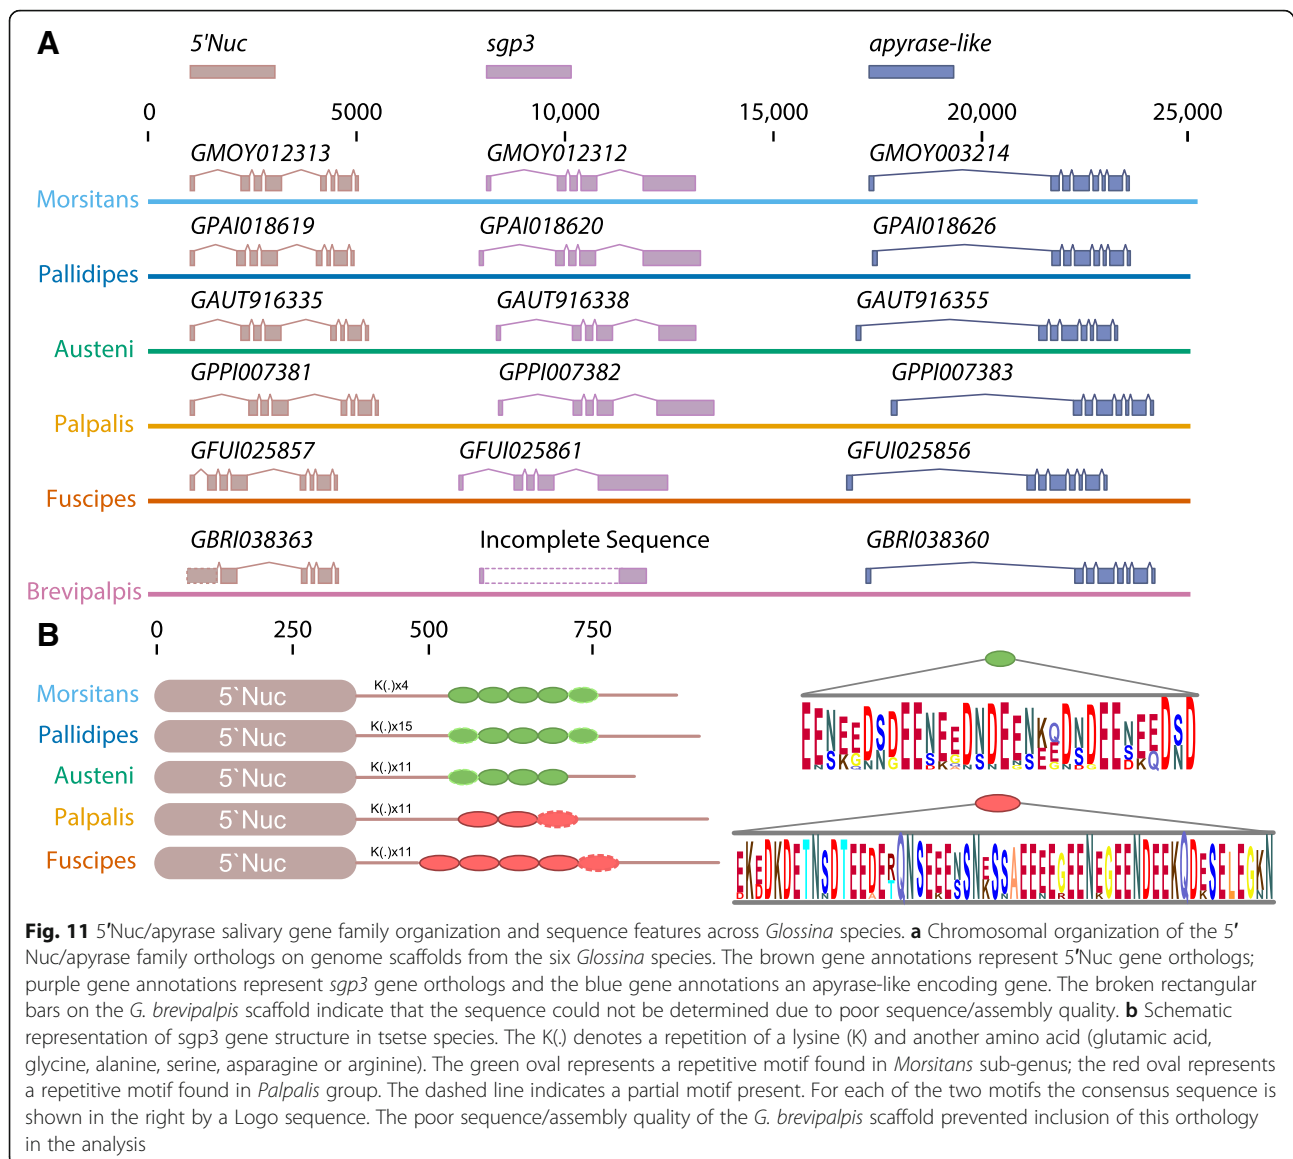 A
5'Nuc sgp3 apyrase-like
0 5000 10,000 15,000 20,000 25,000
GMOY012313 GMOY012312 GMOY003214
Morsitans
GPAI018619 GPAI018620 GPAI018626
Pallidipes
GAUT916335 GAUT916338 GAUT916355
Austeni
GPPI007381 GPPI007382 GPPI007383
Palpalis
GFUI025857 GFUI025861 GFUI025856
Fuscipes
GBRI038363 Incomplete Sequence GBRI038360
Brevipalpis
B
0 250 500 750
Morsitans 5`Nuc K(.)x4
Pallidipes 5`Nuc K(.)x15
Austeni 5`Nuc K(.)x11
Palpalis 5`Nuc K(.)x11
Fuscipes 5`Nuc K(.)x11
Fig. 11 5′Nuc/apyrase salivary gene family organization and sequence features across Glossina species. a Chromosomal organization of the 5′
Nuc/apyrase family orthologs on genome scaffolds from the six Glossina species. The brown gene annotations represent 5′Nuc gene orthologs;
purple gene annotations represent sgp3 gene orthologs and the blue gene annotations an apyrase-like encoding gene. The broken rectangular
bars on the G. brevipalpis scaffold indicate that the sequence could not be determined due to poor sequence/assembly quality. b Schematic
representation of sgp3 gene structure in tsetse species. The K(.) denotes a repetition of a lysine (K) and another amino acid (glutamic acid,
glycine, alanine, serine, asparagine or arginine). The green oval represents a repetitive motif found in Morsitans sub-genus; the red oval represents
a repetitive motif found in Palpalis group. The dashed line indicates a partial motif present. For each of the two motifs the consensus sequence is
shown in the right by a Logo sequence. The poor sequence/assembly quality of the G. brevipalpis scaffold prevented inclusion of this orthology
in the analysis